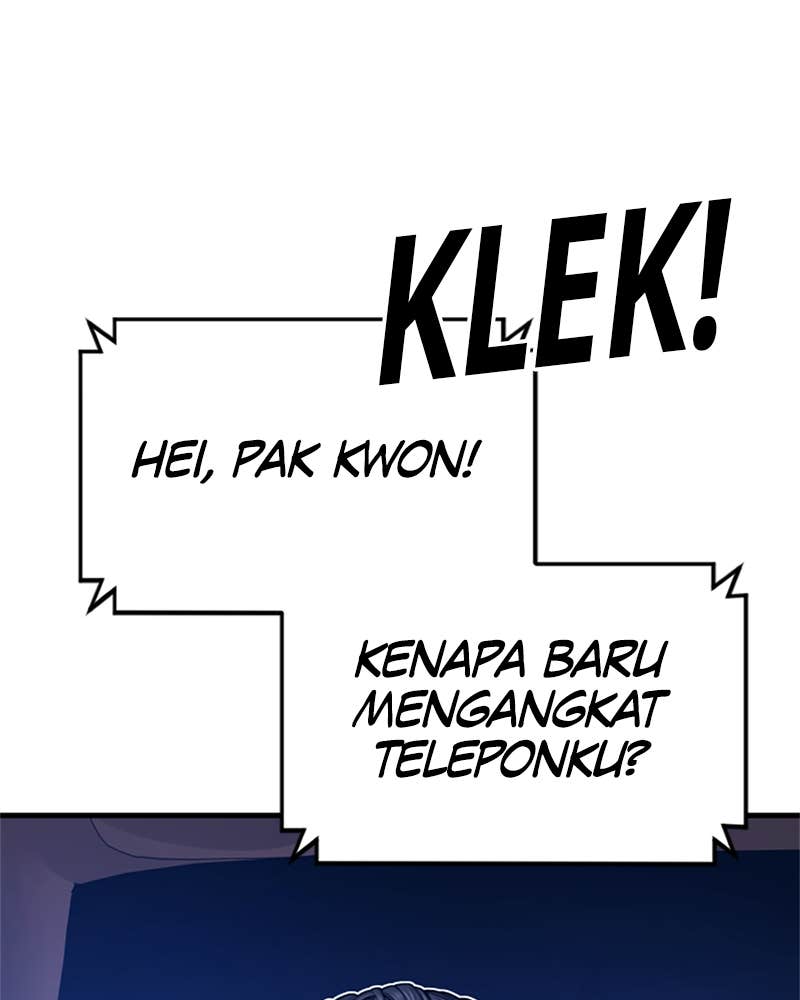 KLEK!
HEI, PAK KWON!
KENAPA BARU
MENGANGKAT
TELEPONKU?